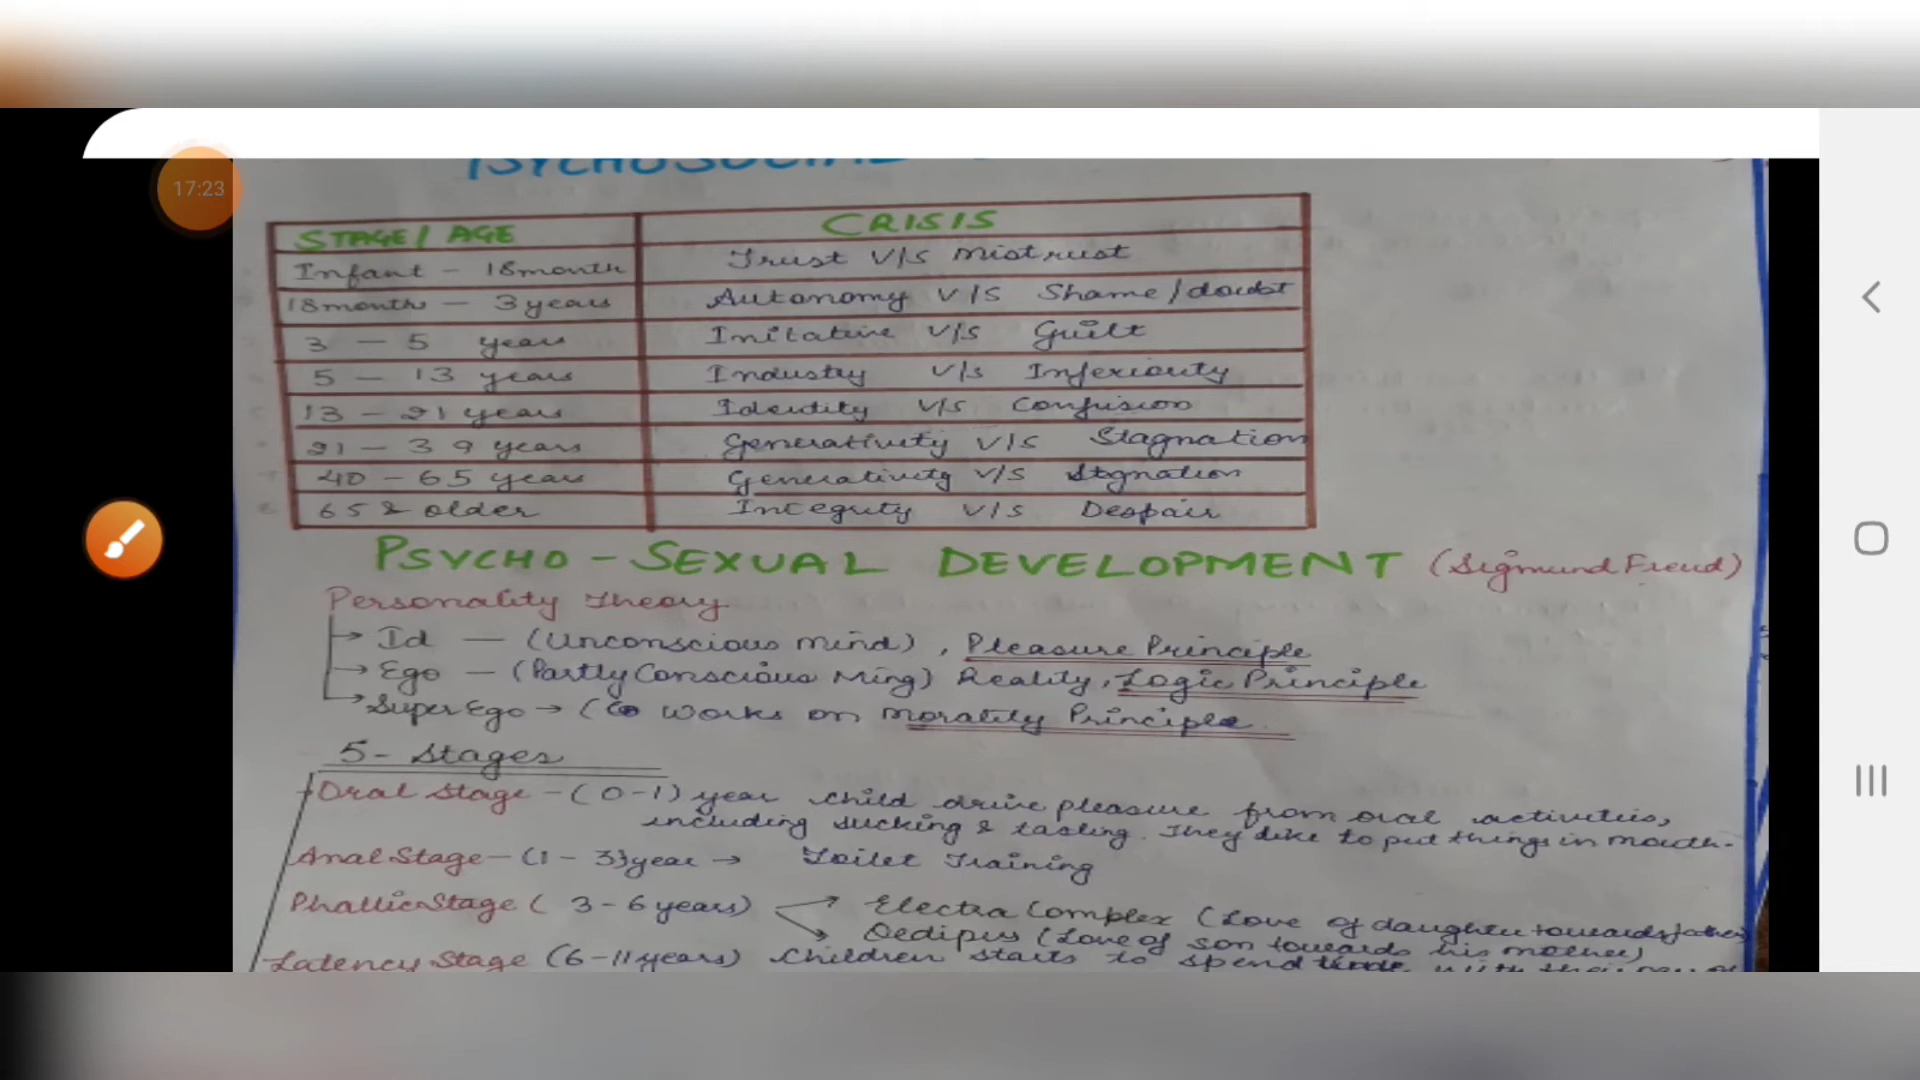 PSYCHOSOCIAL
17:23
STAGE/ AGE CRISIS
Infant - 18month Trust V/S Mistrust
18months - 3years Autonomy V/S Shame/doubt
3 - 5 years Initative V/S Guilt
5 - 13 years Industry V/S Inferiority
13 - 21 years Identity V/S Confusion
21 - 39 years Generativity V/S Stagnation
40 - 65 years Generativity V/S Stgnation
65 & older Integrity V/S Despair
PSYCHO - SEXUAL DEVELOPMENT (Sigmund Freud)
Personality Theory
→ Id — (Unconscious Mind), Pleasure Principle
→ Ego — (Partly Conscious Ming) Reality, Logic Principle
→ Super Ego → ( Works on Morality Principle
5- Stages
Oral Stage - (0-1) year child drive pleasure from oral activities,
including sucking & tasting. They like to put things in mouth.
Anal Stage - (1 - 3)year → Toilet Training
Phallic Stage ( 3-6 years) → Electra Complex (Love of daughter towards father)
→ Oedipus (Love of son towards his mother)
Latency Stage (6-11years) Children starts to spend time with their